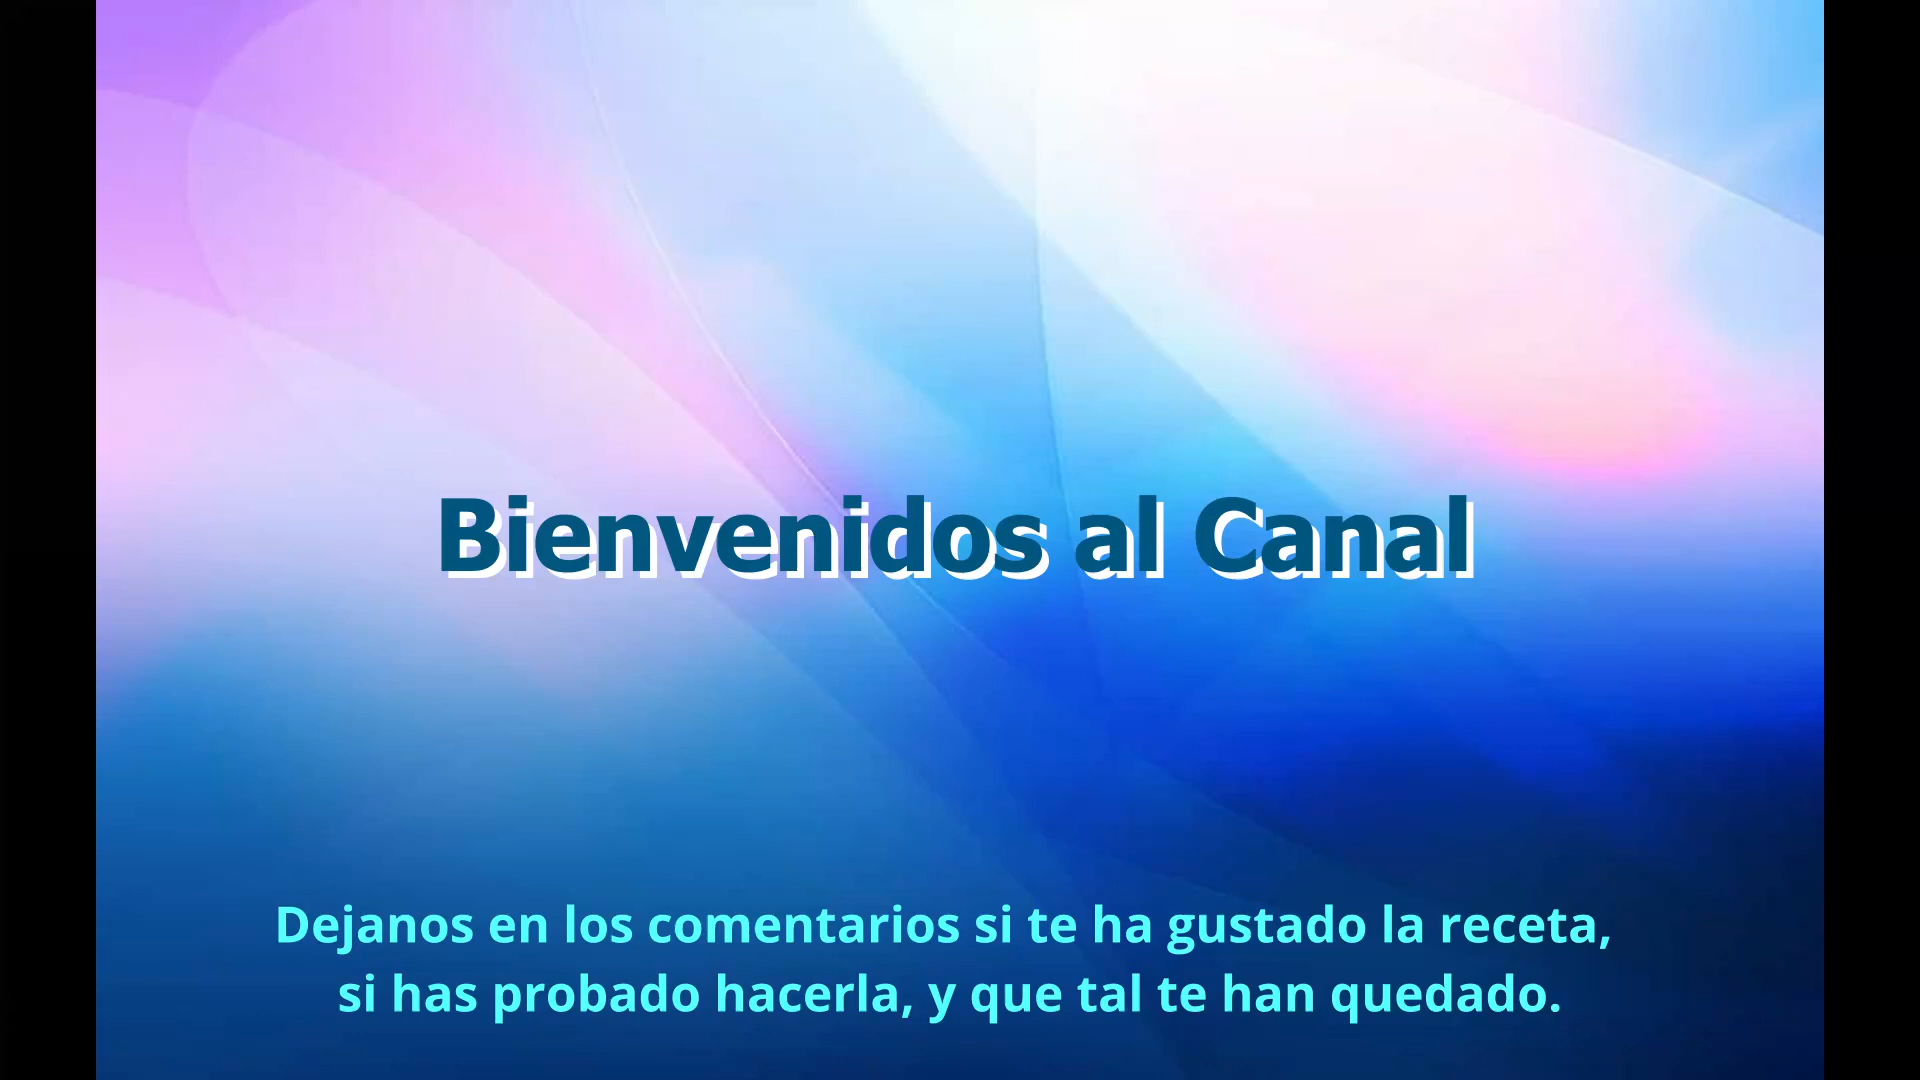 Bienvenidos al Canal
Dejanos en los comentarios si te ha gustado la receta,
si has probado hacerla, y que tal te han quedado.